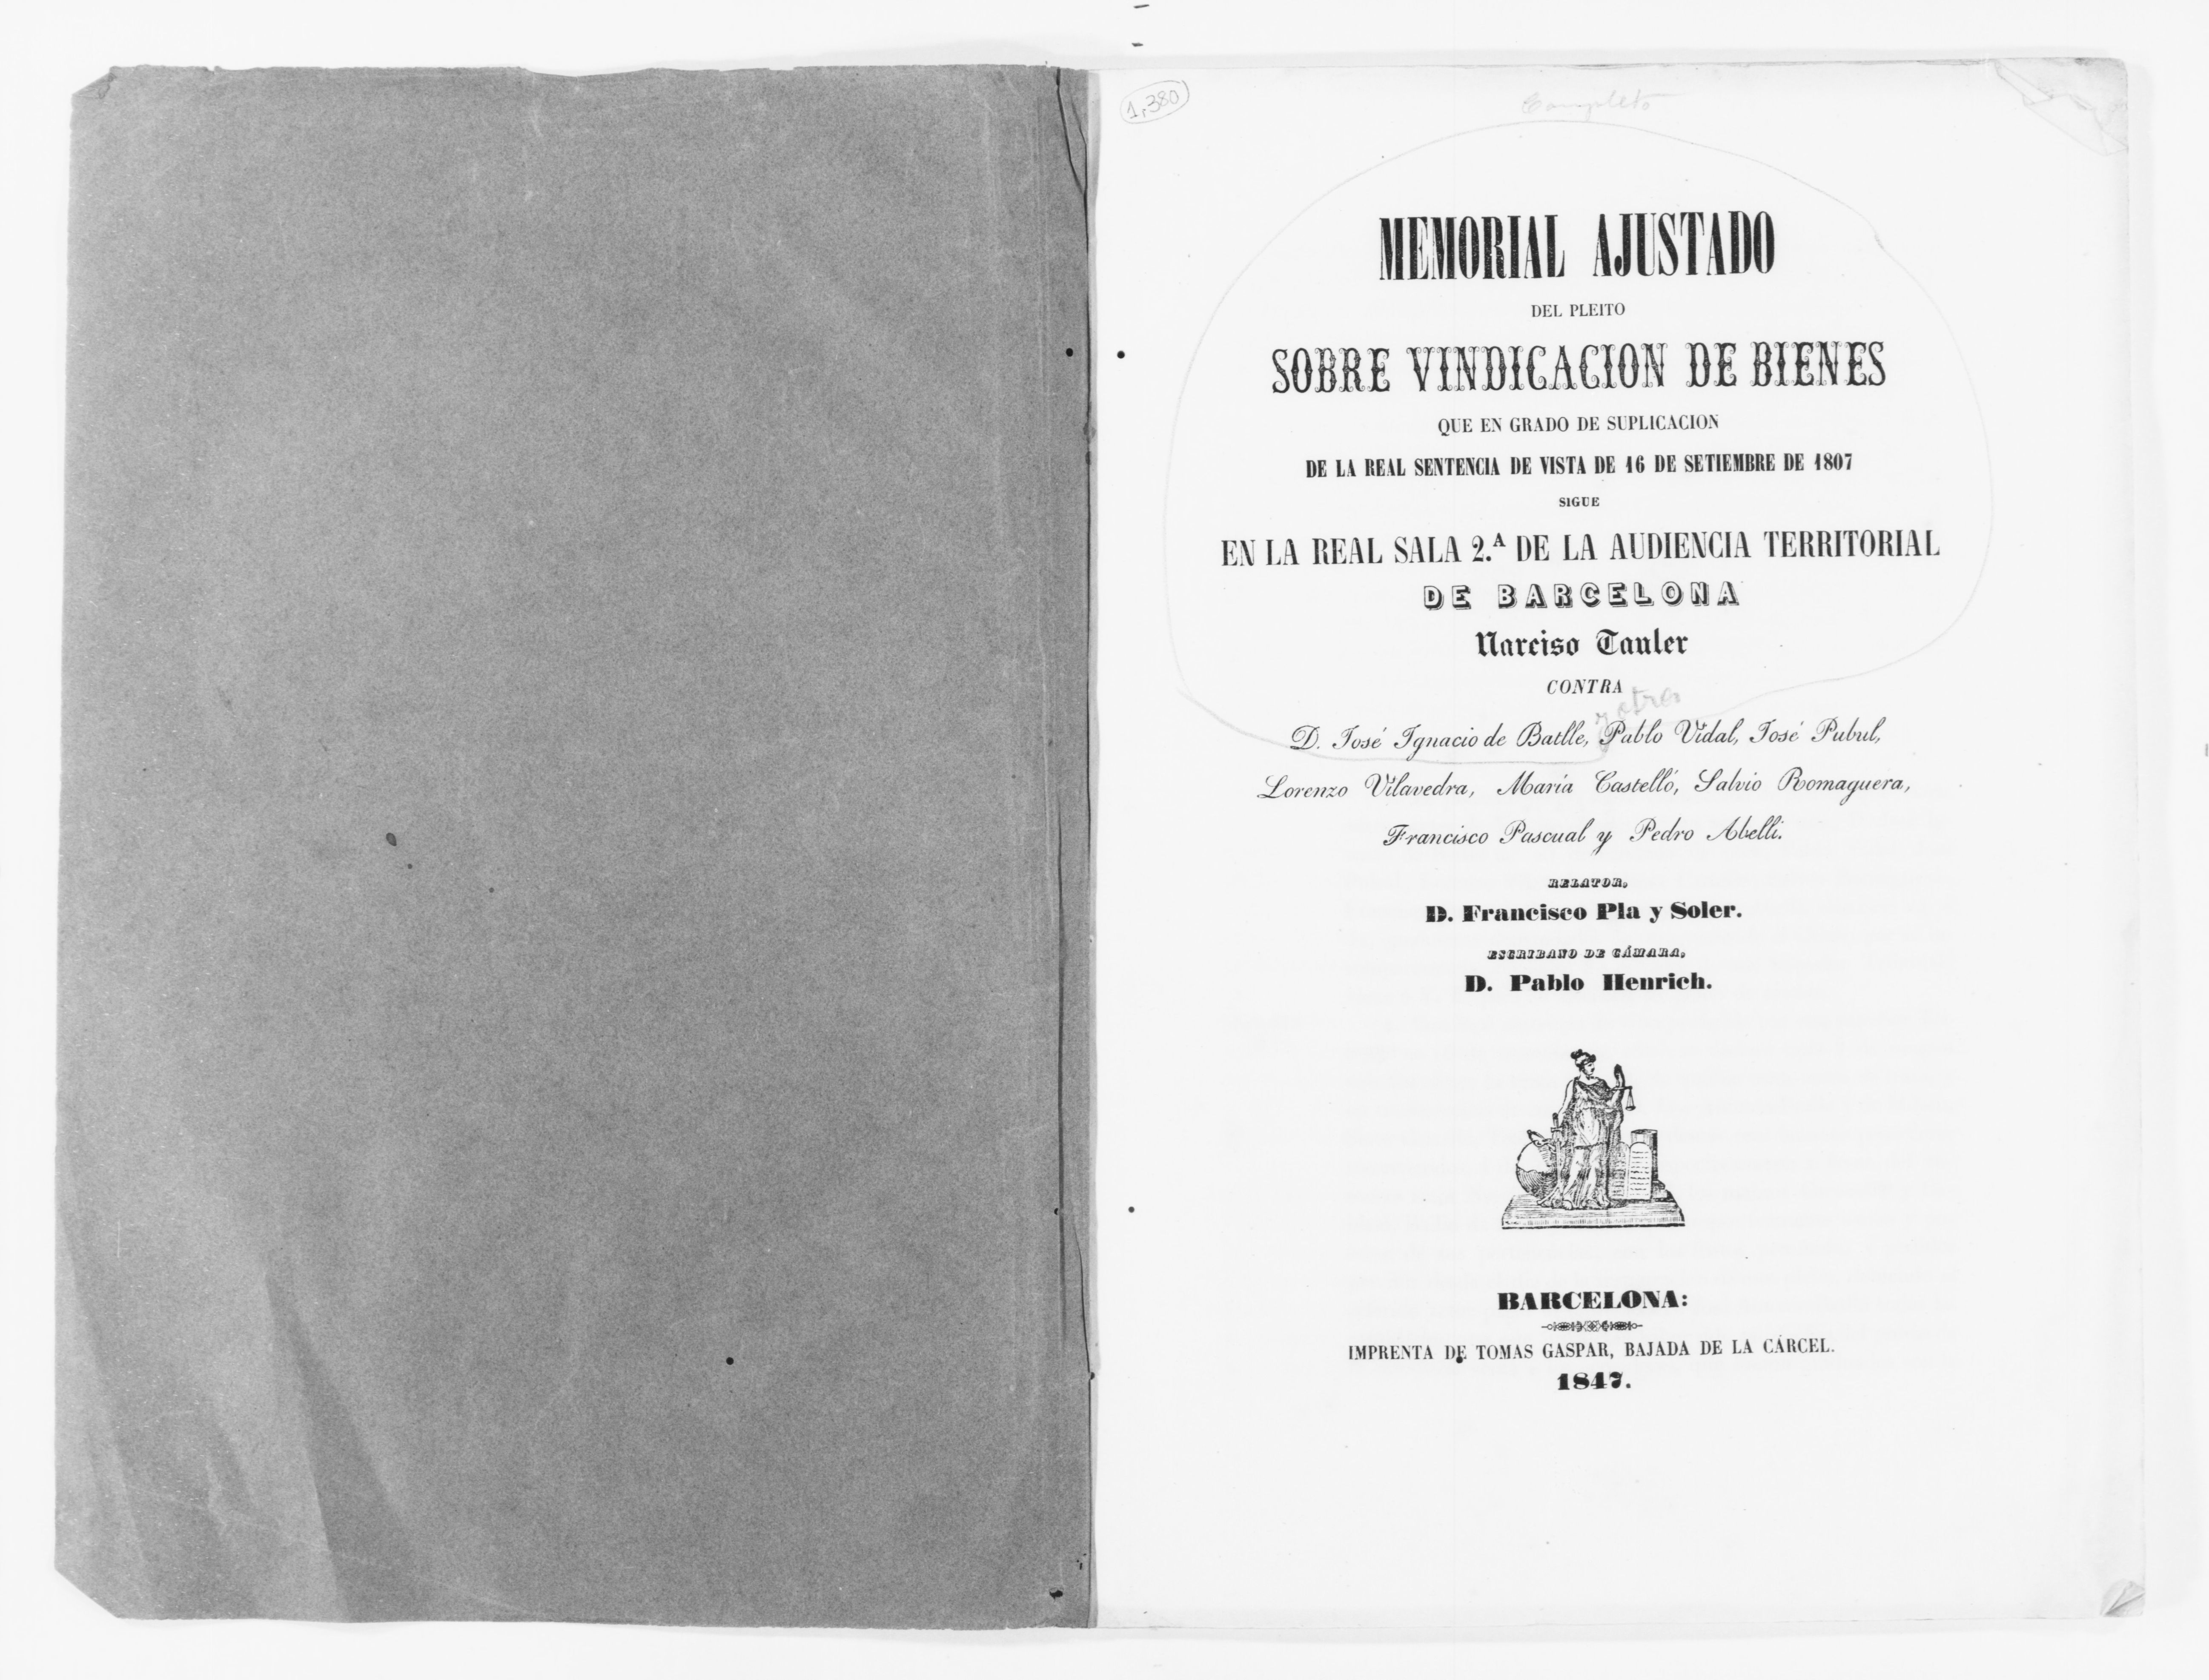 1,380
Completo
MEMORIAL AJUSTADO
DEL PLEITO
SOBRE VINDICACION DE BIENES
QUE EN GRADO DE SUPLICACION
DE LA REAL SENTENCIA DE VISTA DE 16 DE SETIEMBRE DE 1807
SIGUE
EN LA REAL SALA 2.ᴬ DE LA AUDIENCIA TERRITORIAL
DE BARCELONA
Narciso Tauler
CONTRA
y otros
D. José Ignacio de Batlle, Pablo Vidal, José Pubul,
Lorenzo Vilavedra, María Castelló, Salvio Romaguera,
Francisco Pascual y Pedro Abelli.
RELATOR,
D. Francisco Pla y Soler.
ESCRIBANO DE CÁMARA,
D. Pablo Henrich.
BARCELONA:
IMPRENTA DE TOMAS GASPAR, BAJADA DE LA CÁRCEL.
1847.